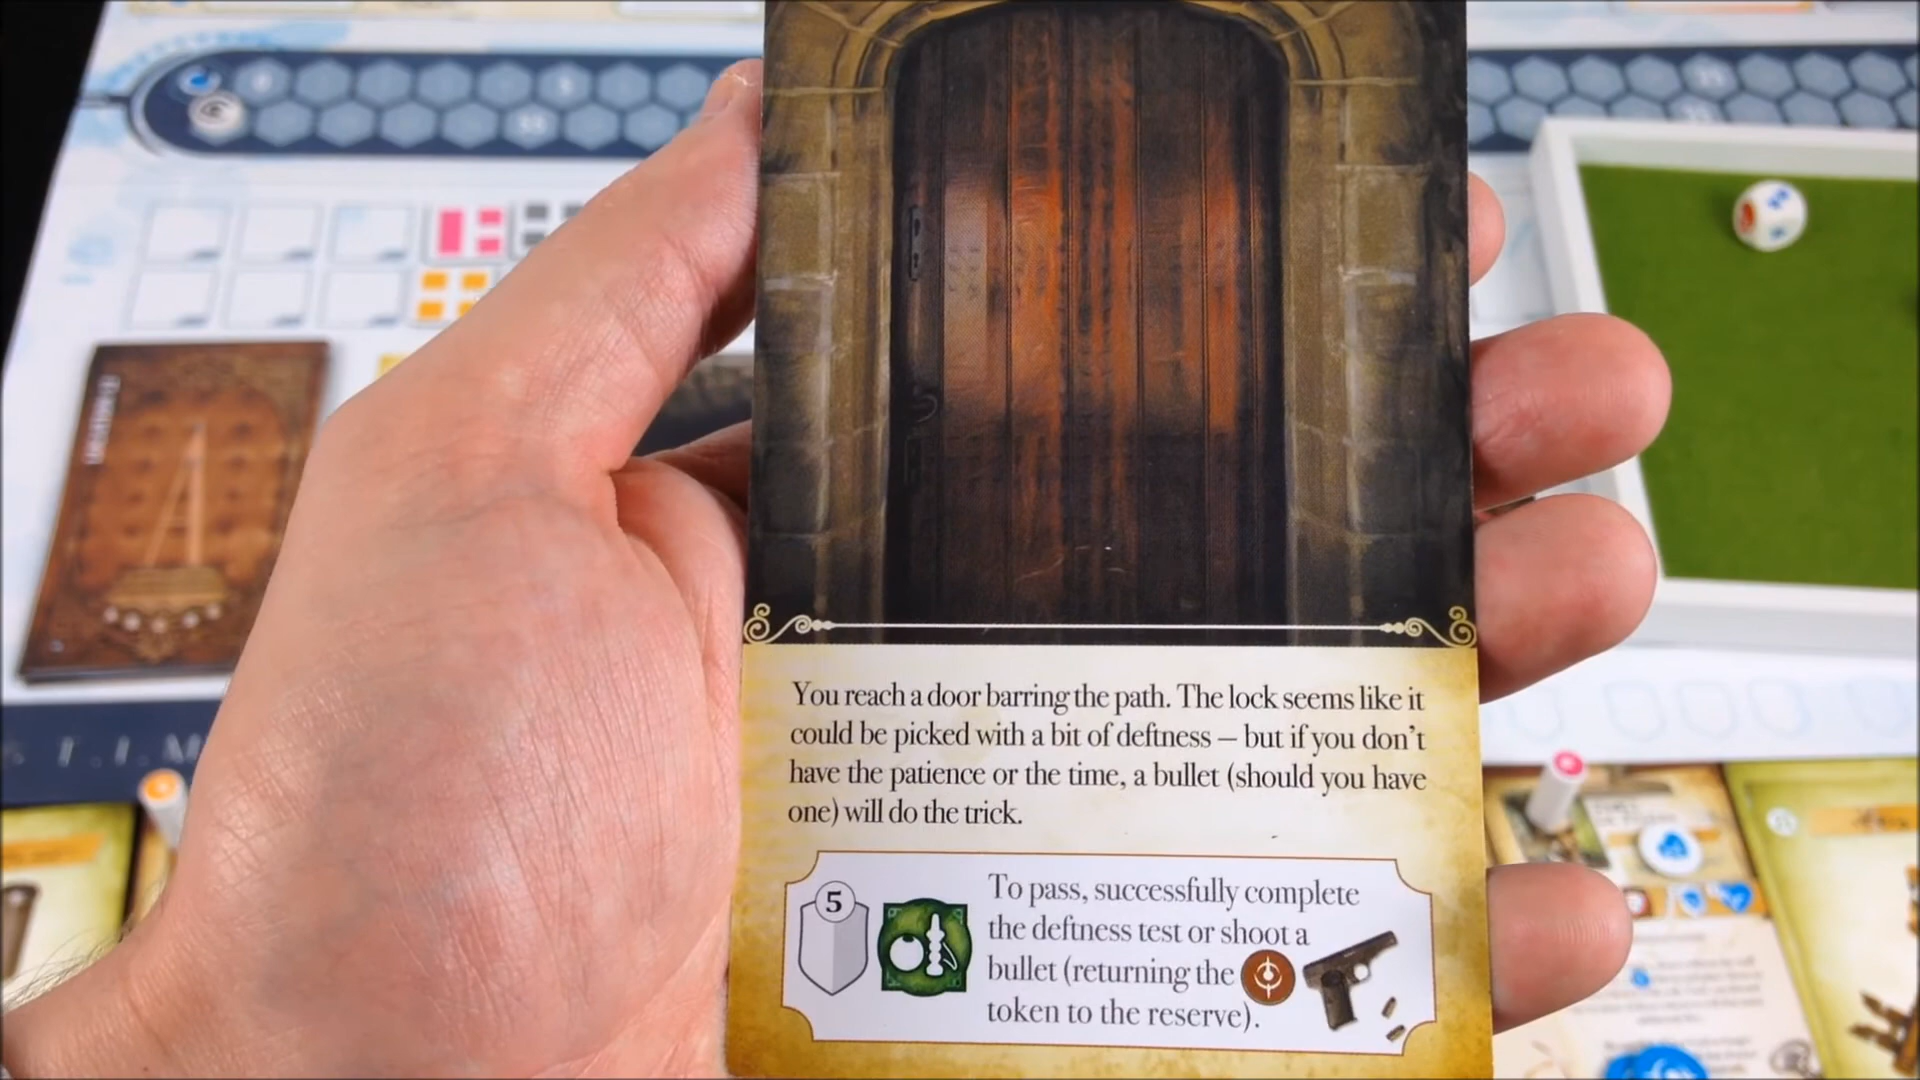 You reach a door barring the path. The lock seems like it
could be picked with a bit of deftness – but if you don't
have the patience or the time, a bullet (should you have
one) will do the trick.
5
To pass, successfully complete
the deftness test or shoot a
bullet (returning the
token to the reserve).
T.I.M